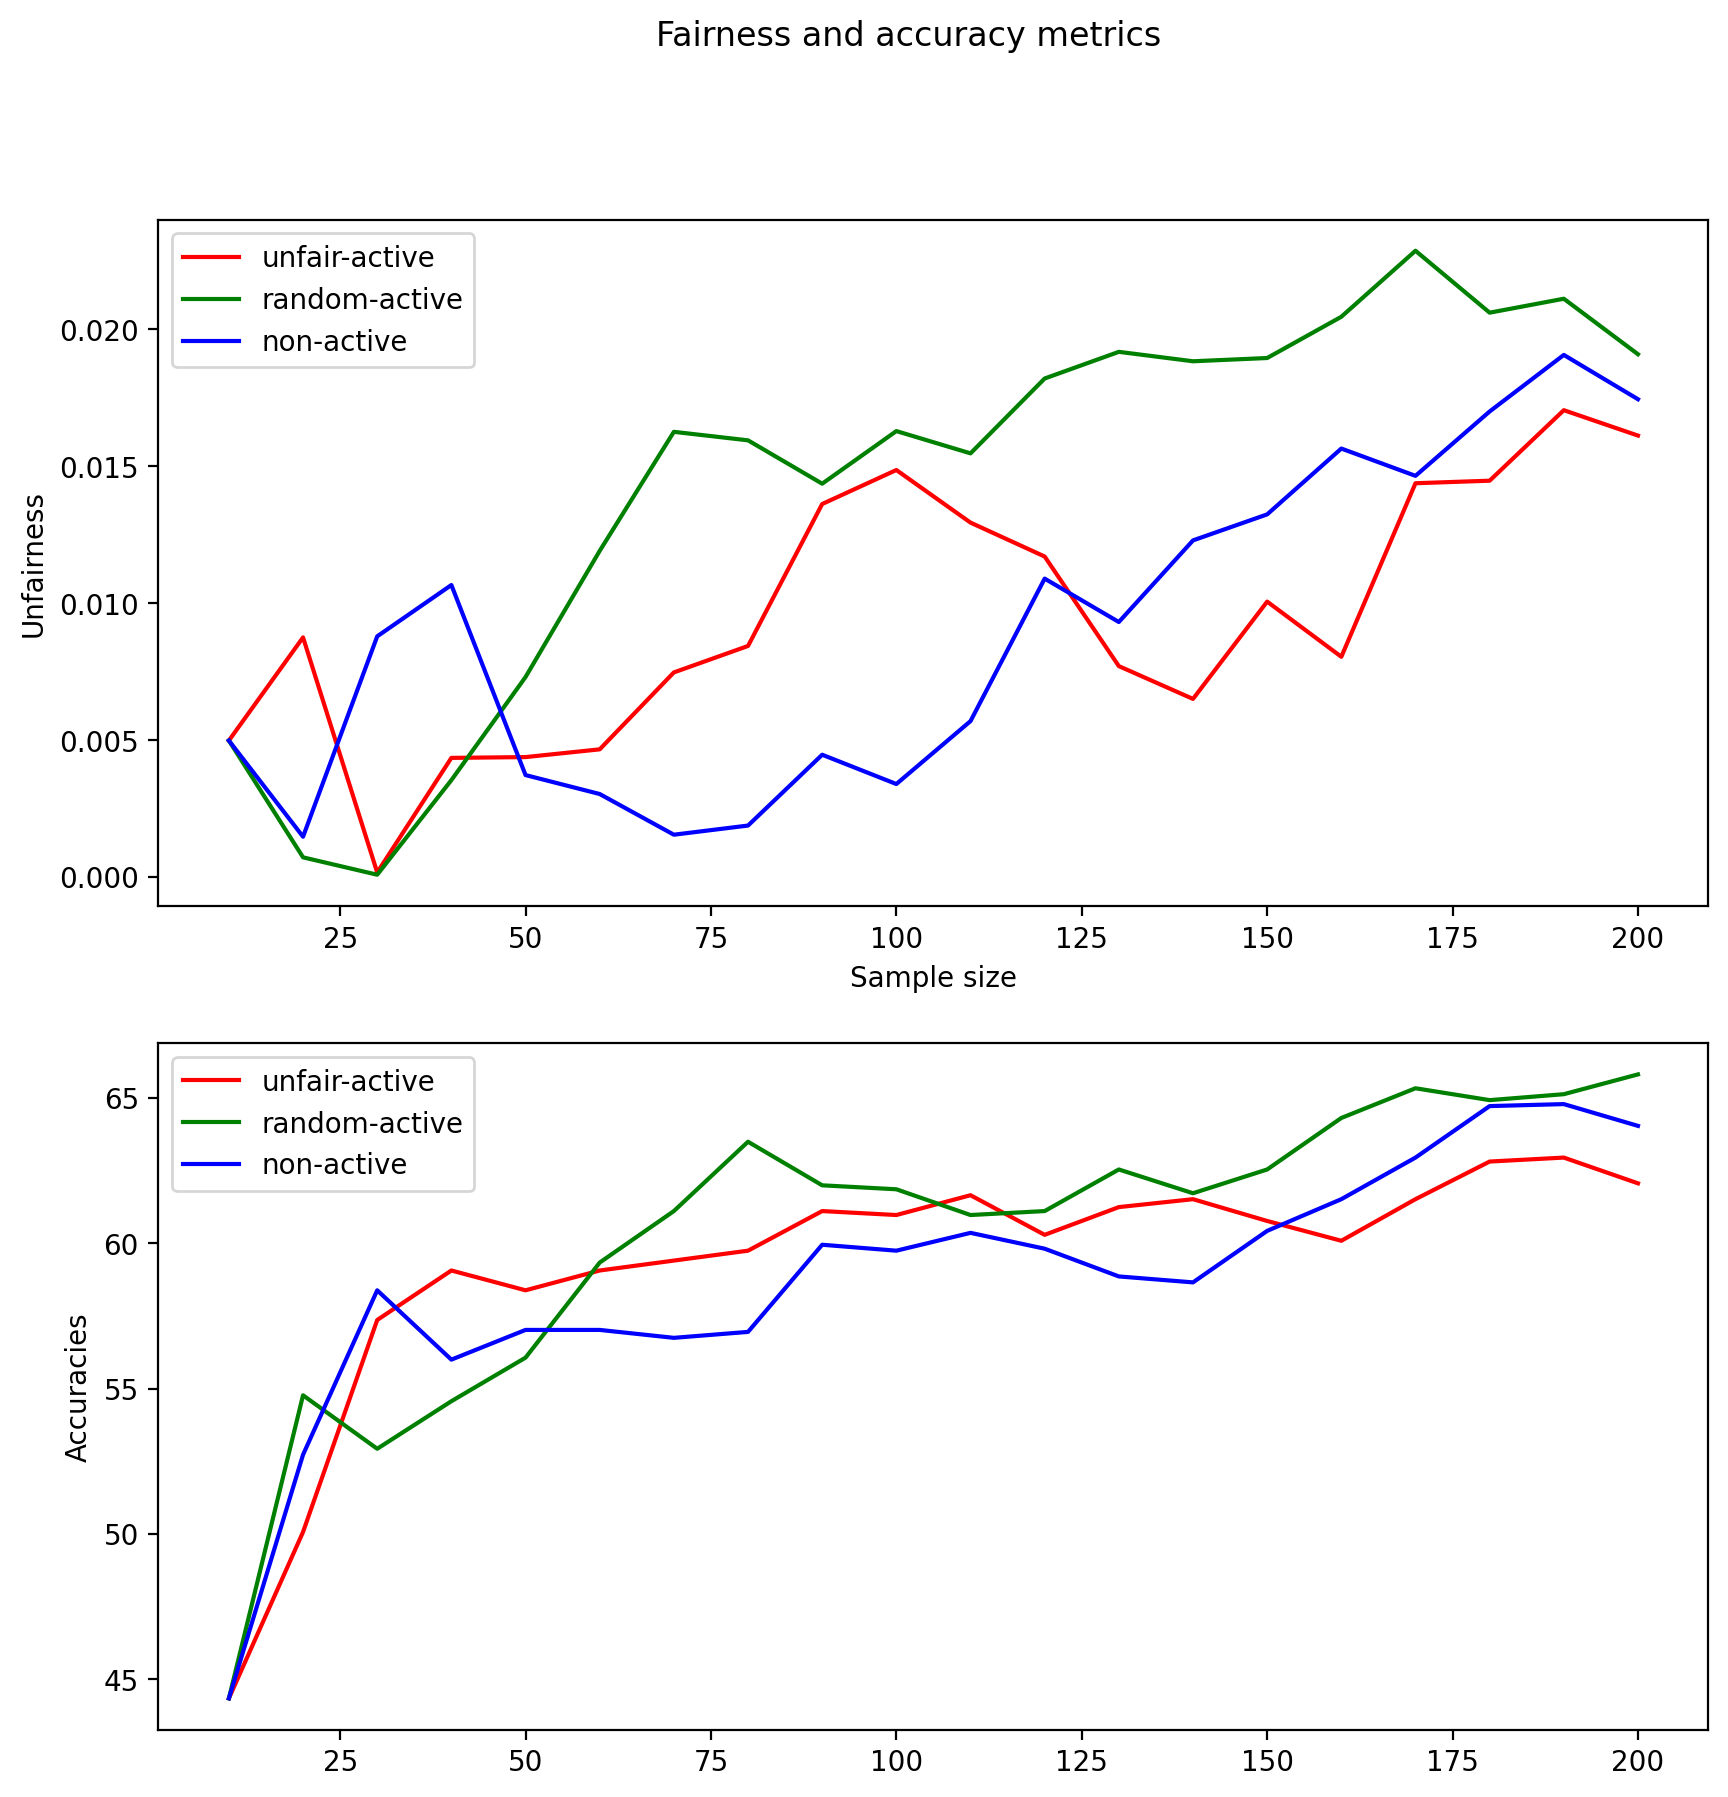 Fairness and accuracy metrics
unfair-active
random-active
non-active
Unfairness
0.020
0.015
0.010
0.005
0.000
25 50 75 100 125 150 175 200
Sample size
unfair-active
random-active
non-active
Accuracies
65
60
55
50
45
25 50 75 100 125 150 175 200